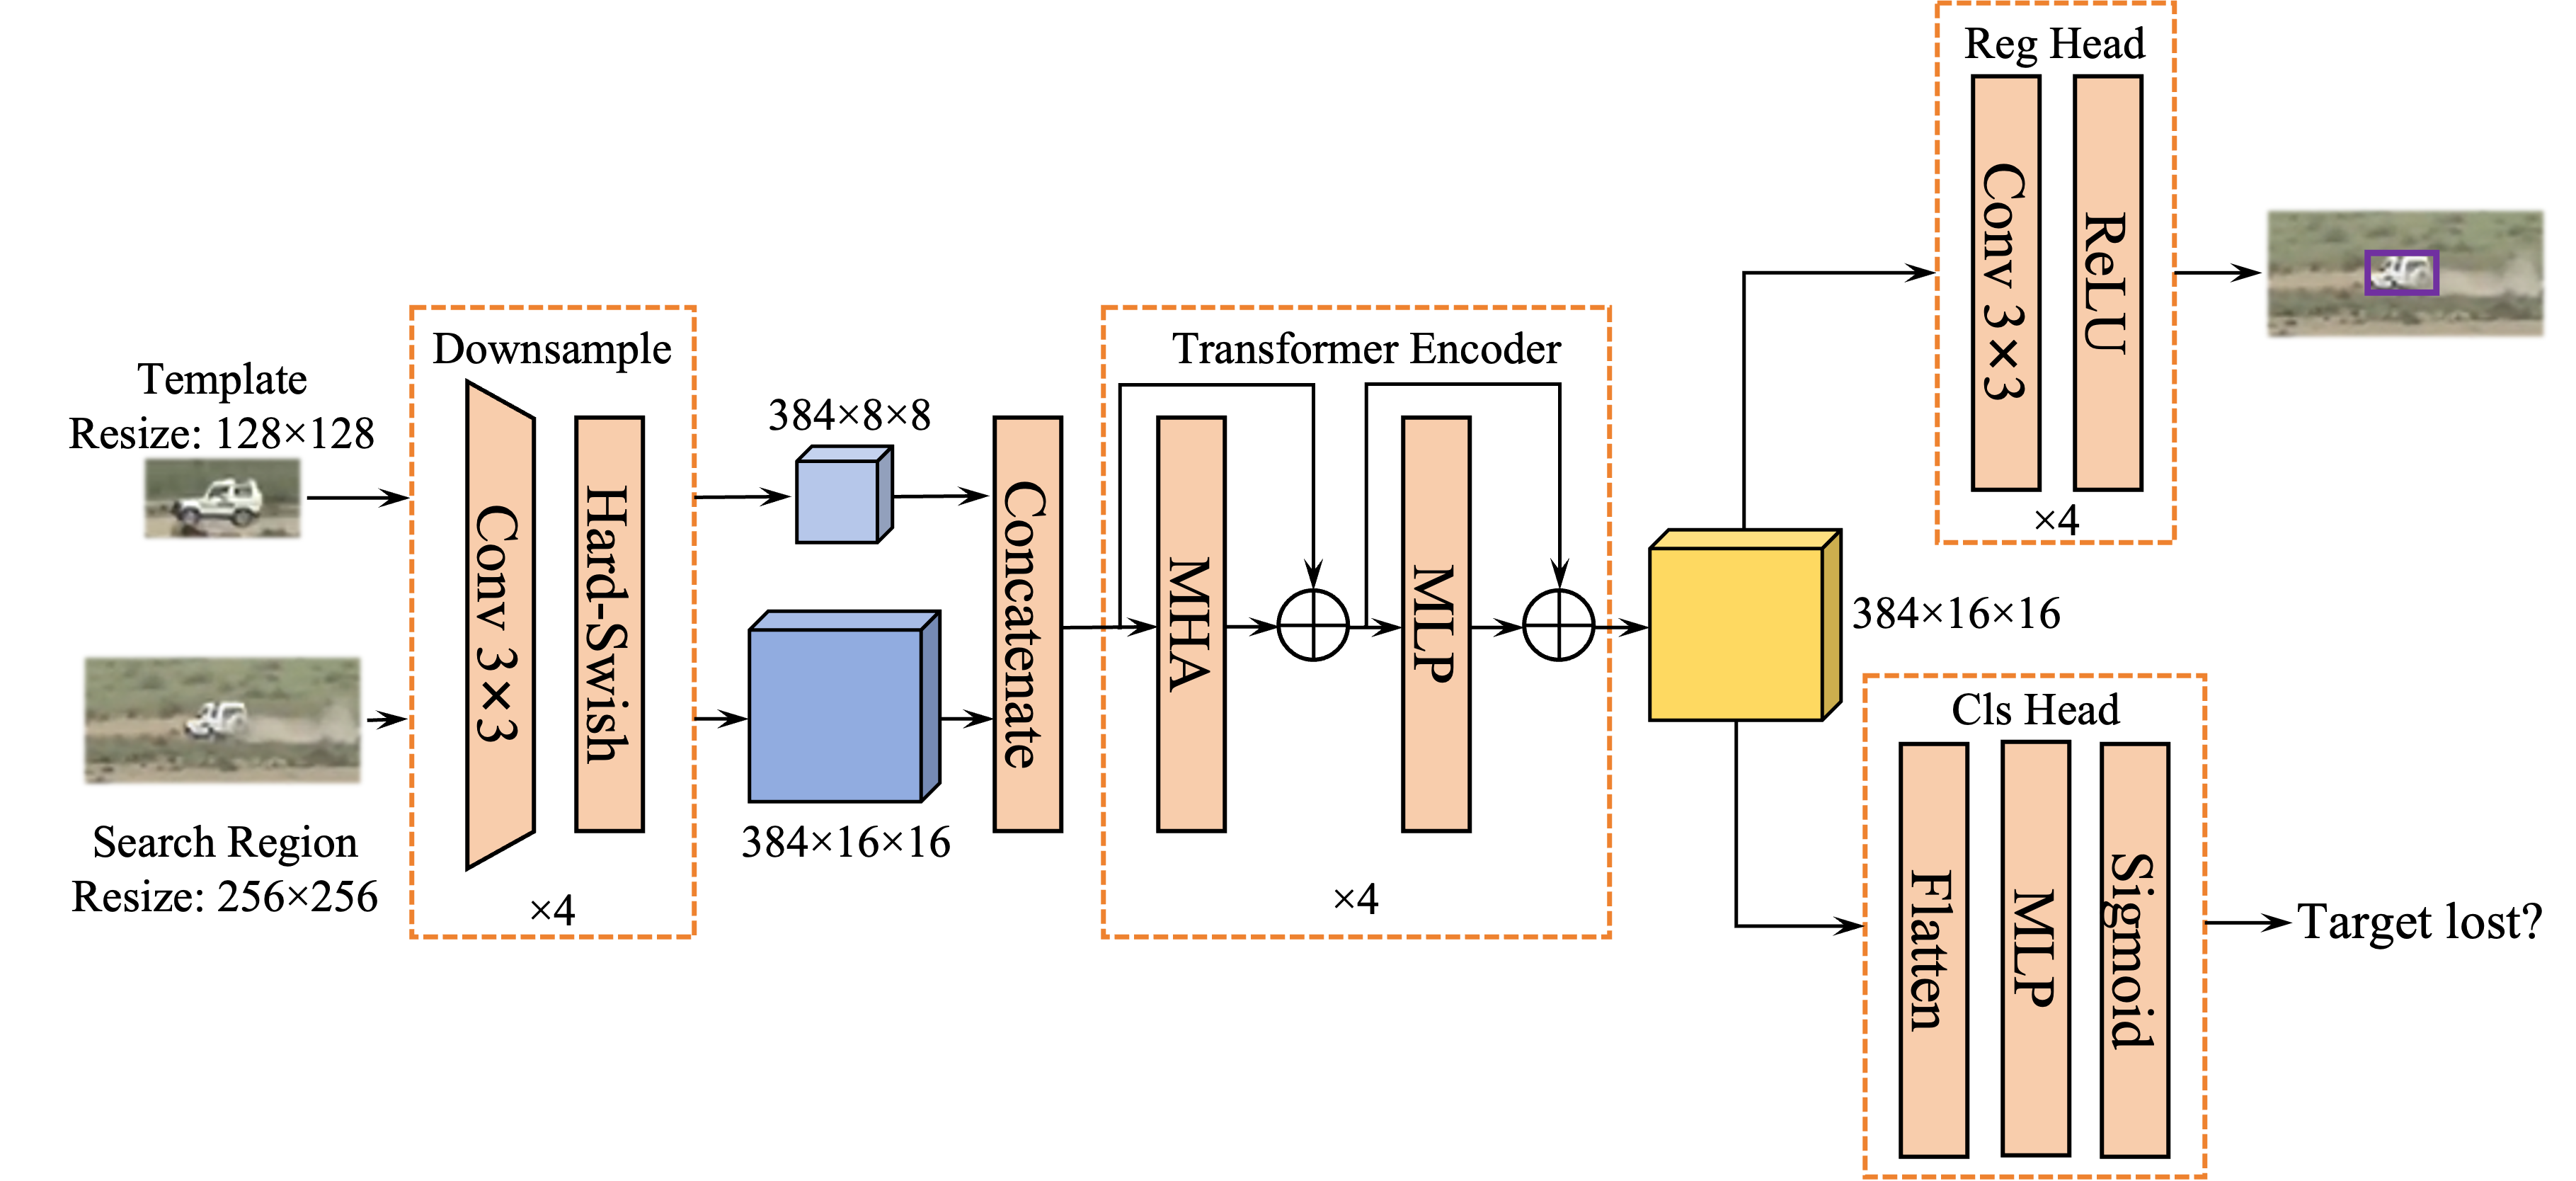 Template
Resize: 128×128
Search Region
Resize: 256×256
Downsample
Conv 3×3
Hard-Swish
×4
384×8×8
384×16×16
Concatenate
Transformer Encoder
MHA
MLP
×4
384×16×16
Reg Head
Conv 3×3
ReLU
×4
Cls Head
Flatten
MLP
Sigmoid
Target lost?